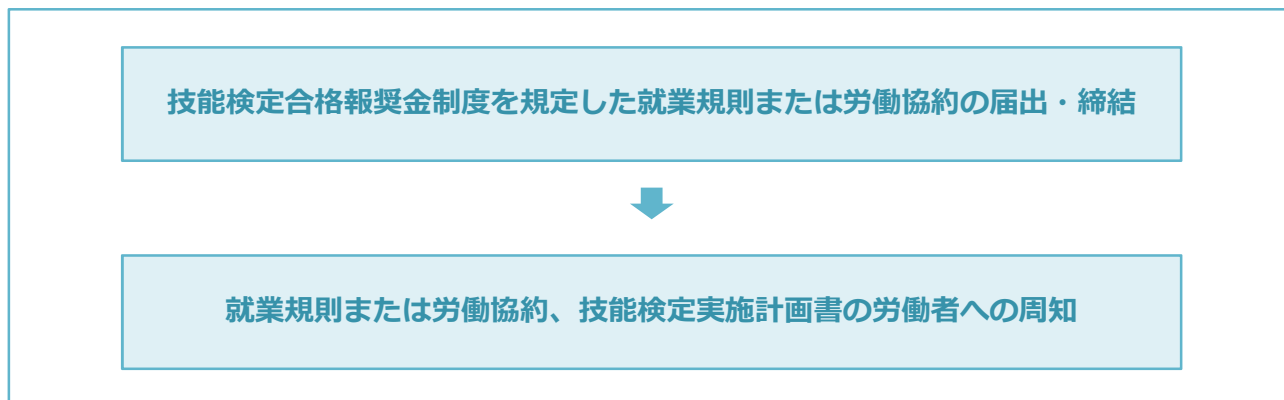 技能検定合格報奨金制度を規定した就業規則または労働協約の届出・締結
就業規則または労働協約、技能検定実施計画書の労働者への周知